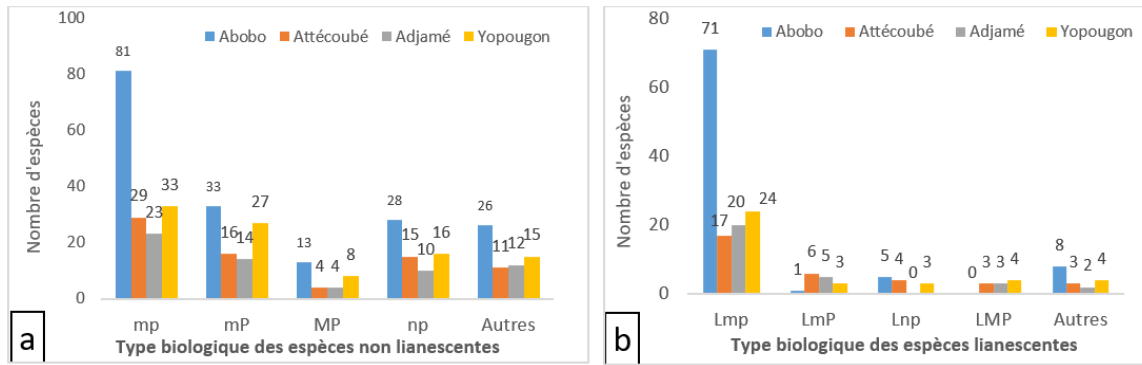 100
80
60
40
20
0
Nombre d'espèces
Abobo Attécoubé Adjamé Yopougon
81 29 23 33
33 16 14 27
13 4 4 8
28 15 10 16
26 11 12 15
mp mP MP np Autres
Type biologique des espèces non lianescentes
a
80
60
40
20
0
Nombre d'espèces
Abobo Attécoubé Adjamé Yopougon
71 17 20 24
1 6 5 3
5 4 0 3
0 3 3 4
8 3 2 4
Lmp LmP Lnp LMP Autres
Type biologique des espèces lianescentes
b